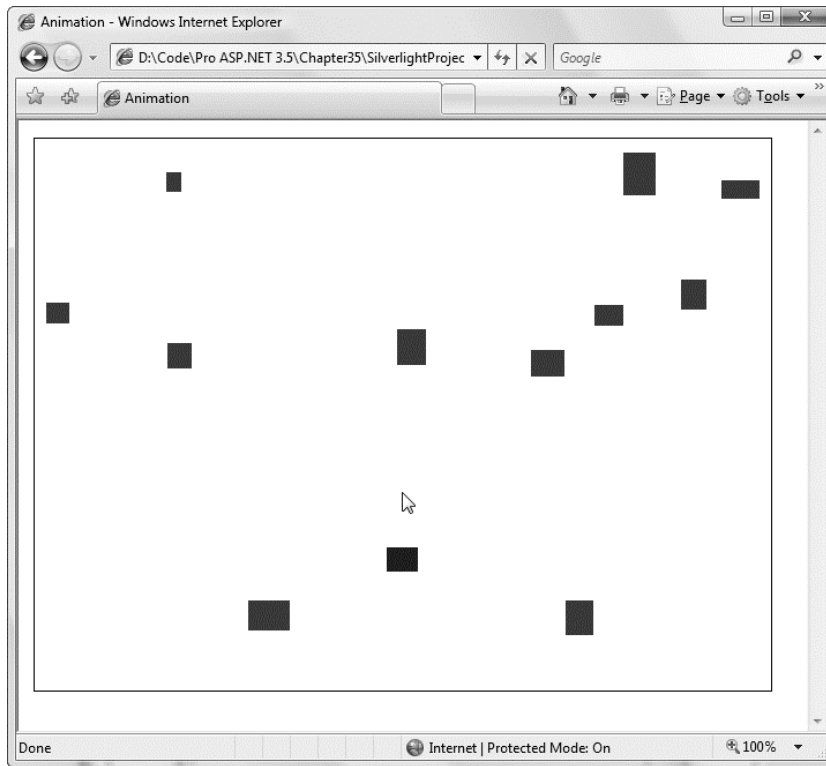 Animation - Windows Internet Explorer
D:\Code\Pro ASP.NET 3.5\Chapter35\SilverlightProjec
Google
Animation
Page
Tools
Done
Internet | Protected Mode: On
100%